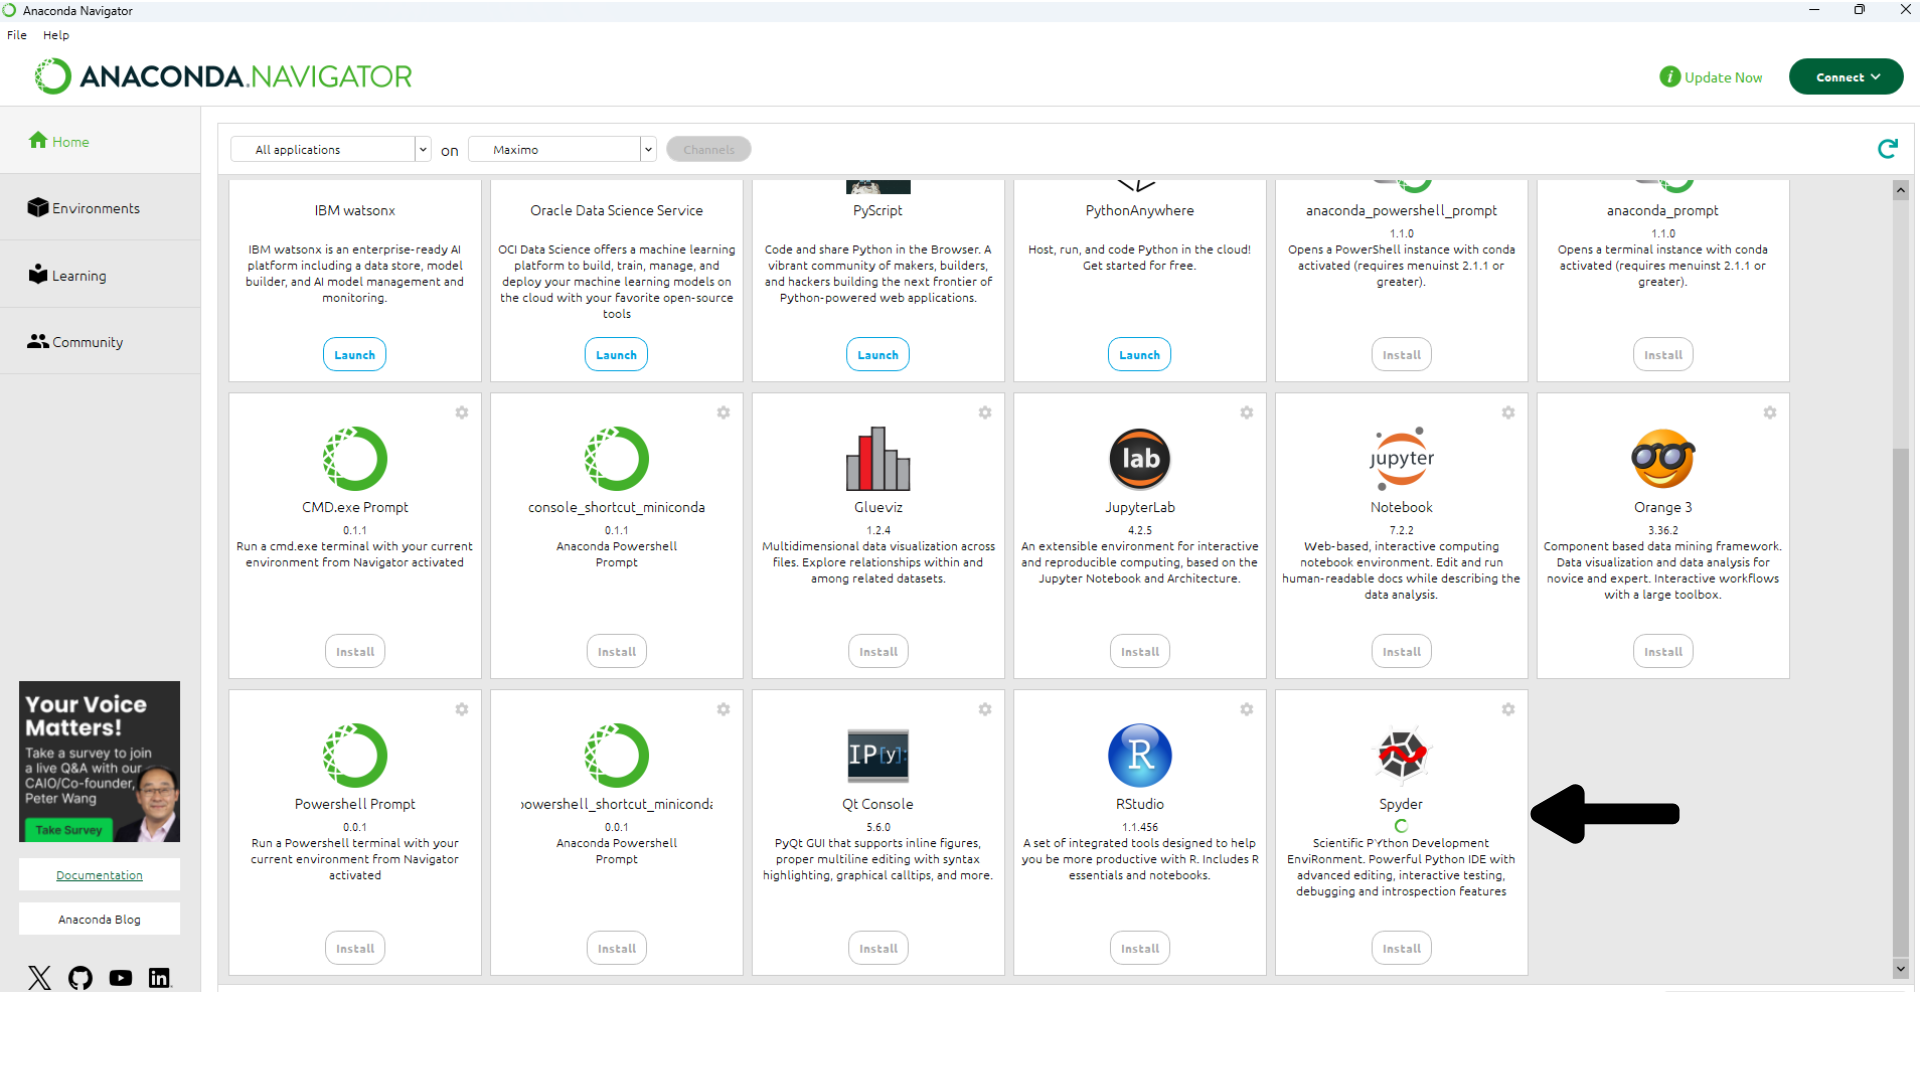 Anaconda Navigator
File Help
ANACONDA.NAVIGATOR
i Update Now
Connect
Home
Environments
Learning
Community
All applications on Maximo Channels
IBM watsonx
IBM watsonx is an enterprise-ready AI
platform including a data store, model
builder, and AI model management and
monitoring.
Launch
Oracle Data Science Service
OCI Data Science offers a machine learning
platform to build, train, manage, and
deploy your machine learning models on
the cloud with your favorite open-source
tools
Launch
PyScript
Code and share Python in the Browser. A
vibrant community of makers, builders,
and hackers building the next frontier of
Python-powered web applications.
Launch
PythonAnywhere
Host, run, and code Python in the cloud!
Get started for free.
Launch
anaconda_powershell_prompt
1.1.0
Opens a PowerShell instance with conda
activated (requires menuinst 2.1.1 or
greater).
Install
anaconda_prompt
1.1.0
Opens a terminal instance with conda
activated (requires menuinst 2.1.1 or
greater).
Install
CMD.exe Prompt
0.1.1
Run a cmd.exe terminal with your current
environment from Navigator activated
Install
console_shortcut_miniconda
0.1.1
Anaconda Powershell
Prompt
Install
Glueviz
1.2.4
Multidimensional data visualization across
files. Explore relationships within and
among related datasets.
Install
lab
JupyterLab
4.2.5
An extensible environment for interactive
and reproducible computing, based on the
Jupyter Notebook and Architecture.
Install
jupyter
Notebook
7.2.2
Web-based, interactive computing
notebook environment. Edit and run
human-readable docs while describing the
data analysis.
Install
Orange 3
3.36.2
Component based data mining framework.
Data visualization and data analysis for
novice and expert. Interactive workflows
with a large toolbox.
Install
Powershell Prompt
0.0.1
Run a Powershell terminal with your
current environment from Navigator
activated
Install
powershell_shortcut_miniconda
0.0.1
Anaconda Powershell
Prompt
Install
IP[y]:
Qt Console
5.6.0
PyQt GUI that supports inline figures,
proper multiline editing with syntax
highlighting, graphical calltips, and more.
Install
R
RStudio
1.1.456
A set of integrated tools designed to help
you be more productive with R. Includes R
essentials and notebooks.
Install
Spyder
Scientific PYthon Development
EnviRonment. Powerful Python IDE with
advanced editing, interactive testing,
debugging and introspection features
Install
Your Voice
Matters!
Take a survey to join
a live Q&A with our
CAIO/Co-founder,
Peter Wang
Take Survey
Documentation
Anaconda Blog